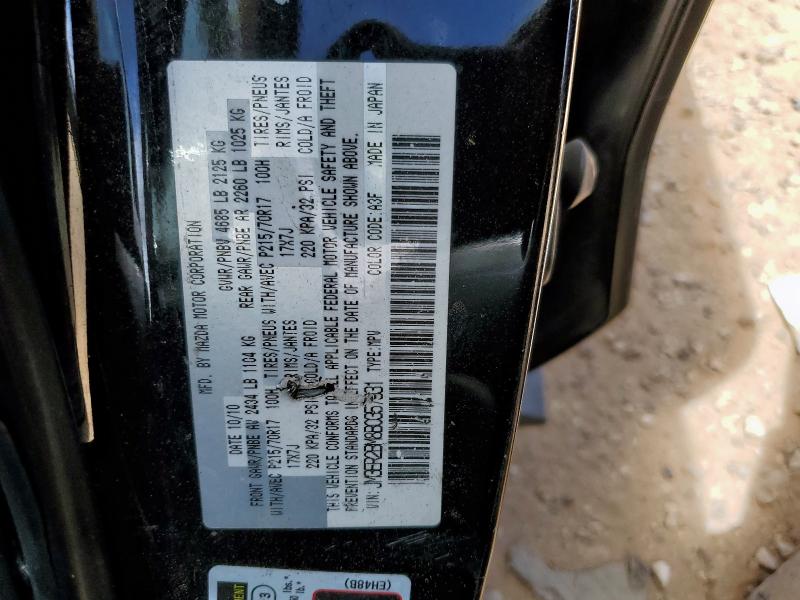 MFD. BY MAZDA MOTOR CORPORATION
DATE 10/10 GVWR/PNBV 4685 LB 2125 KG
FRONT GAWR/PNBE AV 2434 LB 1104 KG REAR GAWR/PNBE AR 2260 LB 1025 KG
WITH/AVEC P215/70R17 100H TIRES/PNEUS WITH/AVEC P215/70R17 100H TIRES/PNEUS
17X7J RIMS/JANTES 17X7J RIMS/JANTES
220 KPA/32 PSI COLD/A FROID 220 KPA/32 PSI COLD/A FROID
THIS VEHICLE CONFORMS TO ALL APPLICABLE FEDERAL MOTOR VEHICLE SAFETY AND THEFT
PREVENTION STANDARDS IN EFFECT ON THE DATE OF MANUFACTURE SHOWN ABOVE.
VIN: TYPE:MPV COLOR CODE:A3F MADE IN JAPAN
lbs.*.
lb.*.
(EH48B)